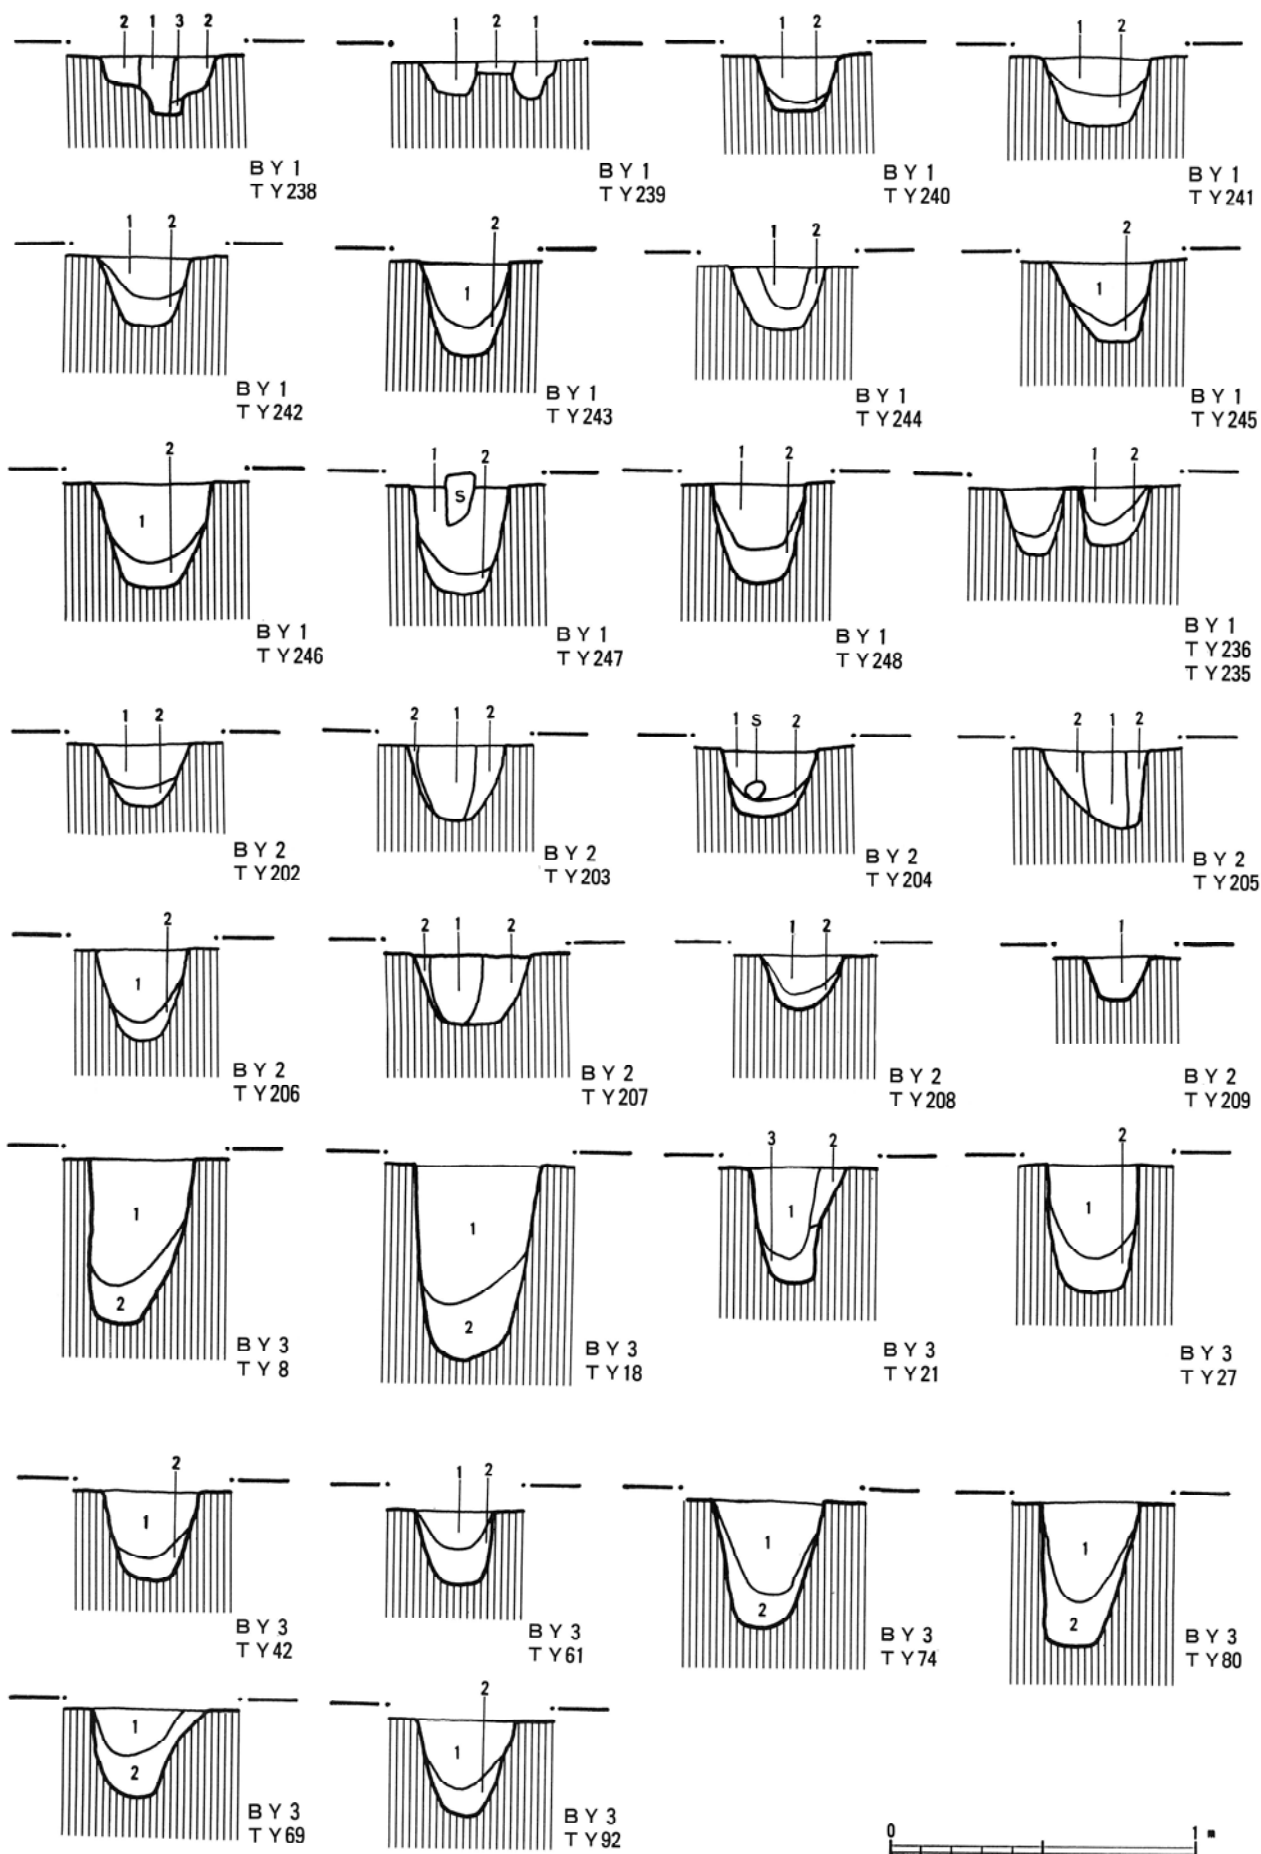 2 1 3 2
BY1
TY238
1 2 1
BY1
TY239
1 2
BY1
TY240
1 2
BY1
TY241
1 2
BY1
TY242
2
1
BY1
TY243
1 2
BY1
TY244
2
1
BY1
TY245
2
1
BY1
TY246
1 2
S
BY1
TY247
1 2
BY1
TY248
1 2
BY1
TY236
TY235
1 2
BY2
TY202
2 1 2
BY2
TY203
1 S 2
BY2
TY204
2 1 2
BY2
TY205
2
1
BY2
TY206
2 1 2
BY2
TY207
1 2
BY2
TY208
1
BY2
TY209
1
2
BY3
TY8
1
2
BY3
TY18
3 2
1
BY3
TY21
2
1
BY3
TY27
2
1
BY3
TY42
1 2
BY3
TY61
1
2
BY3
TY74
1
2
BY3
TY80
1
2
BY3
TY69
2
1
BY3
TY92
0 1 m